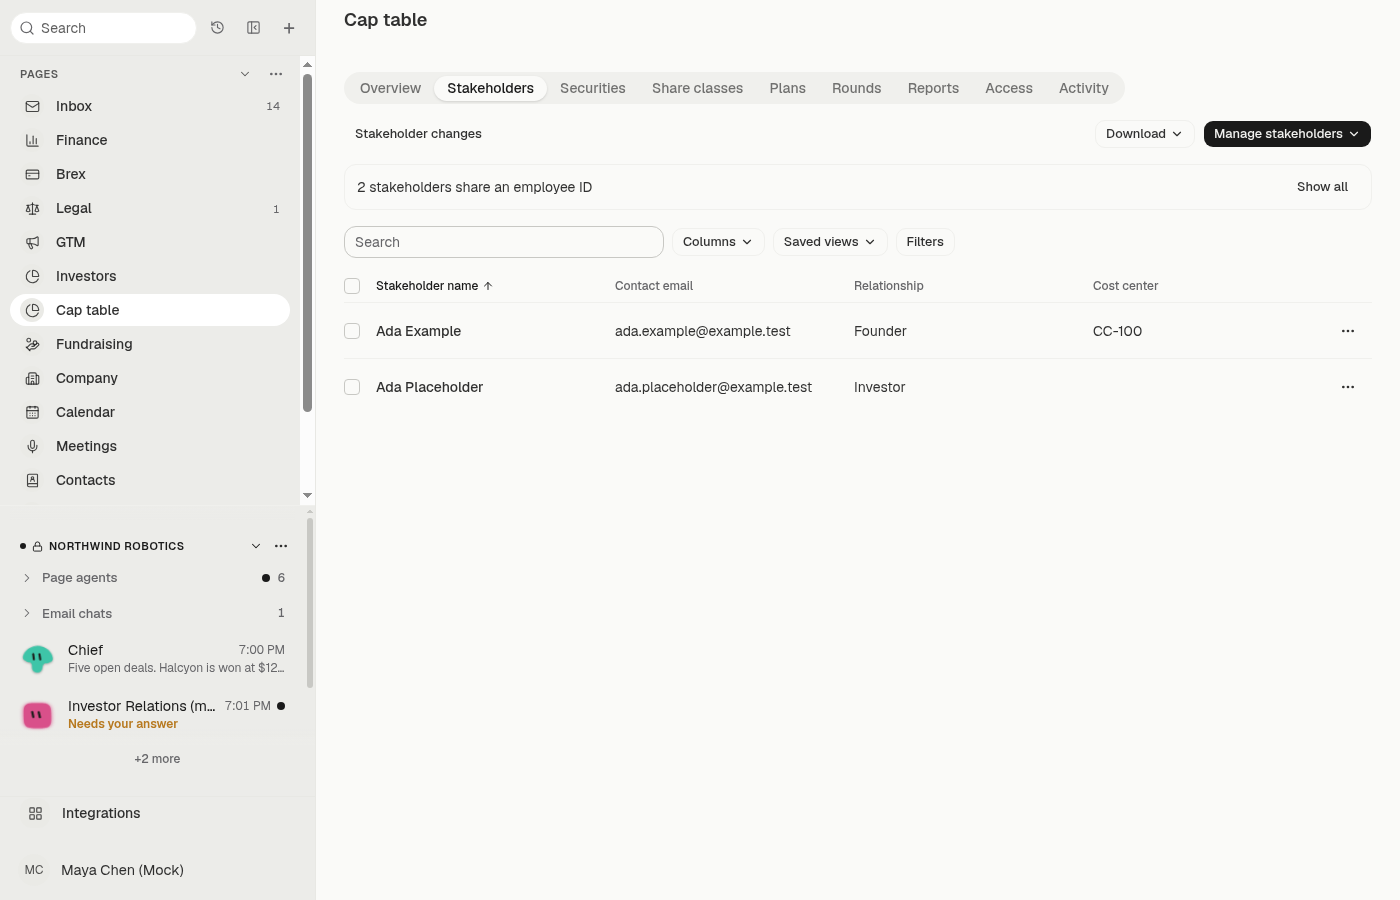 Search
PAGES
Inbox 14
Finance
Brex
Legal 1
GTM
Investors
Cap table
Fundraising
Company
Calendar
Meetings
Contacts
NORTHWIND ROBOTICS
Page agents 6
Email chats 1
Chief 7:00 PM
Five open deals. Halcyon is won at $12...
Investor Relations (m... 7:01 PM
Needs your answer
+2 more
Integrations
MC Maya Chen (Mock)
Cap table
Overview Stakeholders Securities Share classes Plans Rounds Reports Access Activity
Stakeholder changes Download Manage stakeholders
2 stakeholders share an employee ID Show all
Search Columns Saved views Filters
Stakeholder name Contact email Relationship Cost center
Ada Example ada.example@example.test Founder CC-100
Ada Placeholder ada.placeholder@example.test Investor